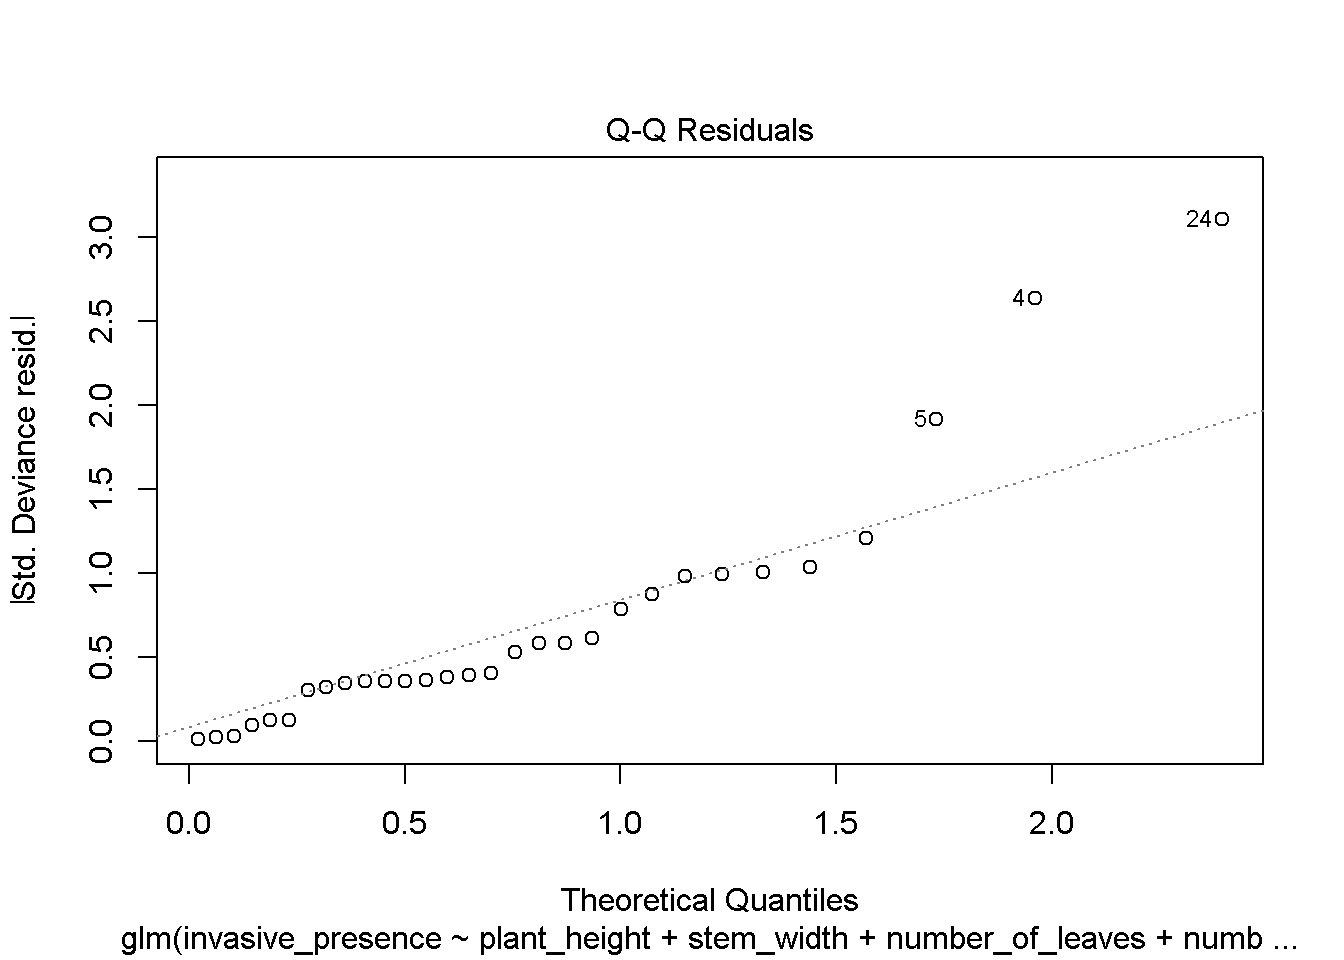 Q-Q Residuals
|Std. Deviance resid.|
3.0
2.5
2.0
1.5
1.0
0.5
0.0
24
4
5
0.0 0.5 1.0 1.5 2.0
Theoretical Quantiles
glm(invasive_presence ~ plant_height + stem_width + number_of_leaves + numb ...